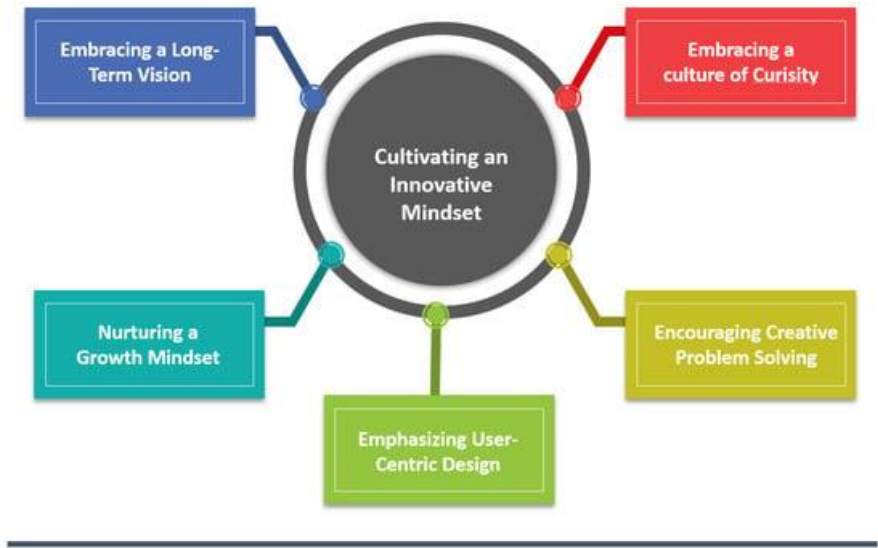 Embracing a Long-
Term Vision
Embracing a
culture of Curisity
Cultivating an
Innovative
Mindset
Nurturing a
Growth Mindset
Encouraging Creative
Problem Solving
Emphasizing User-
Centric Design